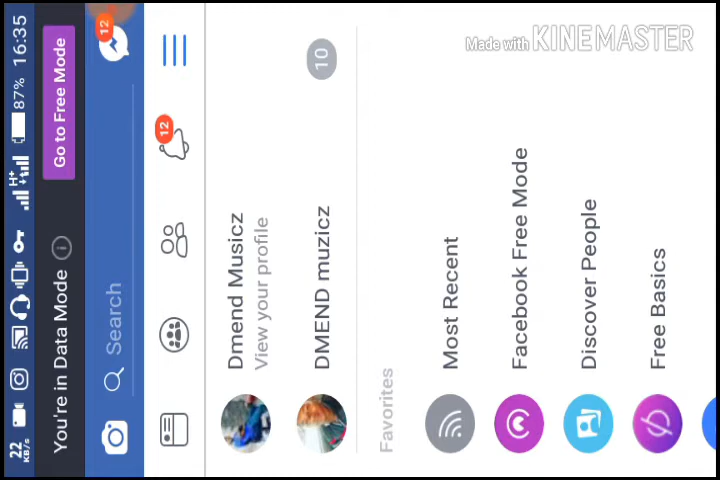 22 KB/s
H+
87% 16:35
You're in Data Mode
Go to Free Mode
Search
12
12
Dmend Musicz
View your profile
DMEND muzicz
10
Favorites
Most Recent
Facebook Free Mode
Discover People
Free Basics
Made with KINEMASTER